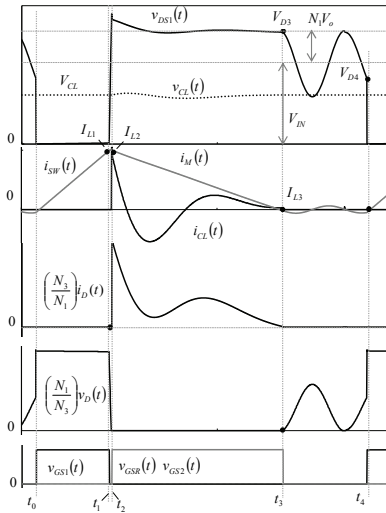 v_DS1(t) V_D3 N_1V_o
V_CL v_CL(t) V_D4
V_IN
0
I_L1 I_L2
i_SW(t) i_M(t)
I_L3
0
i_CL(t)
(N_3/N_1)i_D(t)
0
(N_1/N_3)v_D(t)
0
v_GS1(t) v_GSR(t) v_GS2(t)
0
t_0 t_1 t_2 t_3 t_4